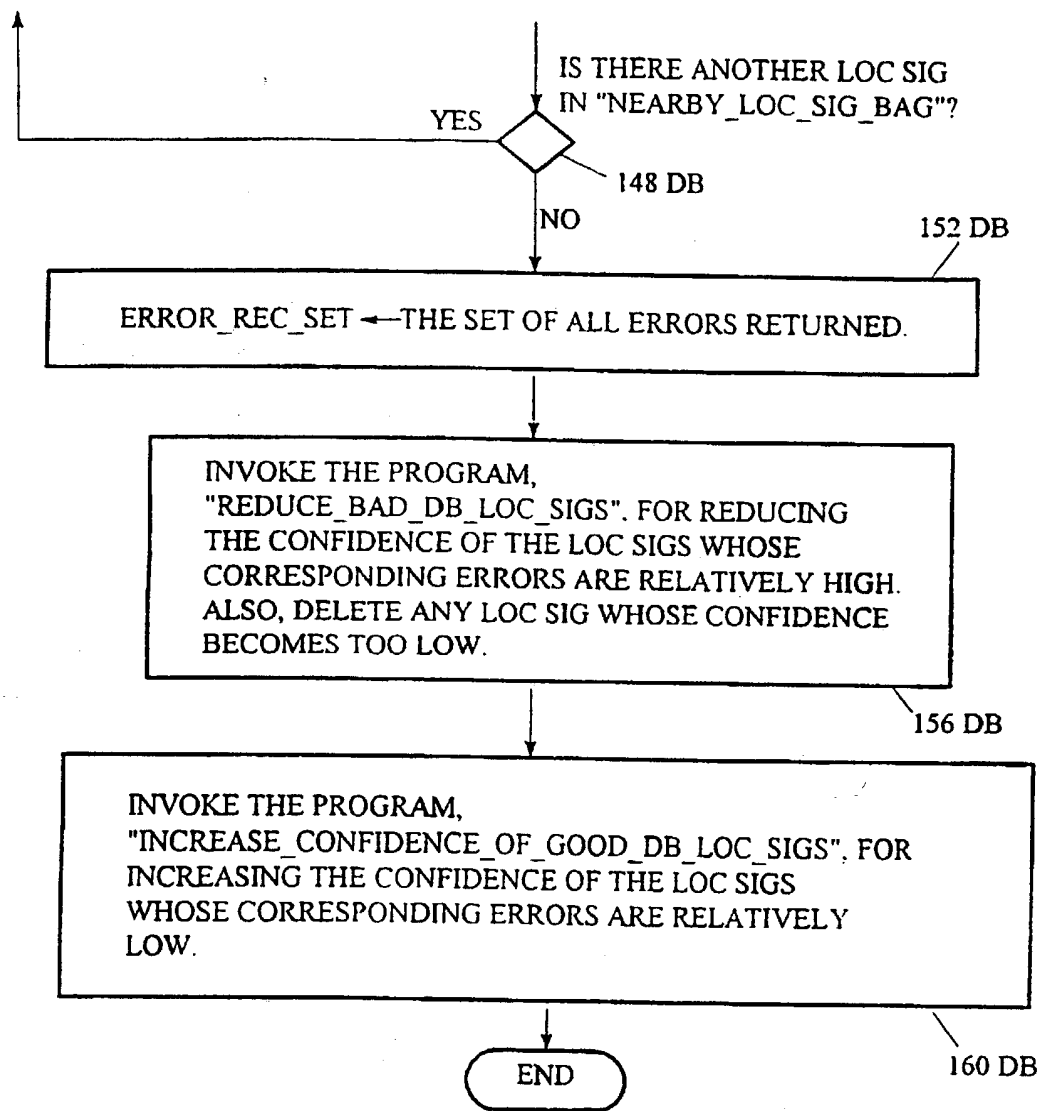 IS THERE ANOTHER LOC SIG
IN "NEARBY_LOC_SIG_BAG"?
YES
148 DB
NO
152 DB
ERROR_REC_SET ← THE SET OF ALL ERRORS RETURNED.
INVOKE THE PROGRAM,
"REDUCE_BAD_DB_LOC_SIGS". FOR REDUCING
THE CONFIDENCE OF THE LOC SIGS WHOSE
CORRESPONDING ERRORS ARE RELATIVELY HIGH.
ALSO, DELETE ANY LOC SIG WHOSE CONFIDENCE
BECOMES TOO LOW.
156 DB
INVOKE THE PROGRAM,
"INCREASE_CONFIDENCE_OF_GOOD_DB_LOC_SIGS". FOR
INCREASING THE CONFIDENCE OF THE LOC SIGS
WHOSE CORRESPONDING ERRORS ARE RELATIVELY
LOW.
160 DB
END